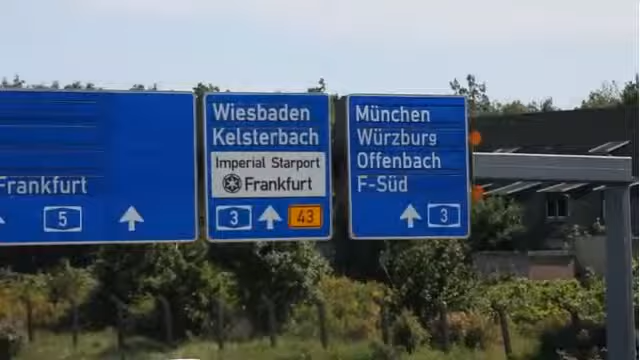 Frankfurt
5
Wiesbaden
Kelsterbach
Imperial Starport
Frankfurt
3
43
München
Würzburg
Offenbach
F-Süd
3